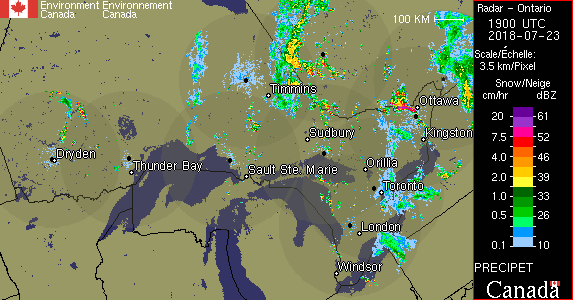 Environment Environnement
Canada Canada
100 KM
Timmins
Ottawa
Sudbury
Kingston
Dryden
Thunder Bay
Sault Ste. Marie
Orillia
Toronto
London
Windsor
Radar - Ontario
1900 UTC
2018-07-23
Scale/Échelle:
3.5 km/Pixel
Snow/Neige
cm/hr dBZ
20 61
7.5 52
4.0 46
2.0 39
1.0 33
0.5 26
0.1 10
PRECIPET
Canada